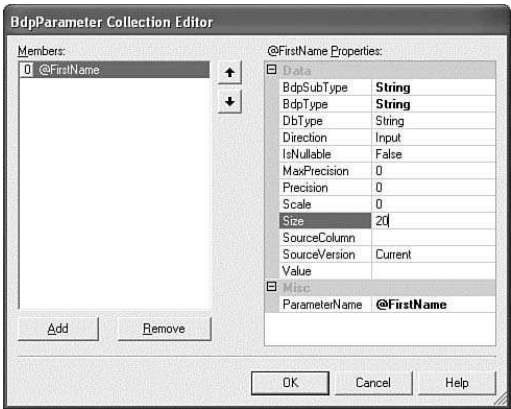 BdpParameter Collection Editor
Members:
@FirstName Properties:
0 @FirstName
Data
BdpSubType String
BdpType String
DbType String
Direction Input
IsNullable False
MaxPrecision 0
Precision 0
Scale 0
Size 20
SourceColumn
SourceVersion Current
Value
Misc
ParameterName @FirstName
Add Remove
OK Cancel Help